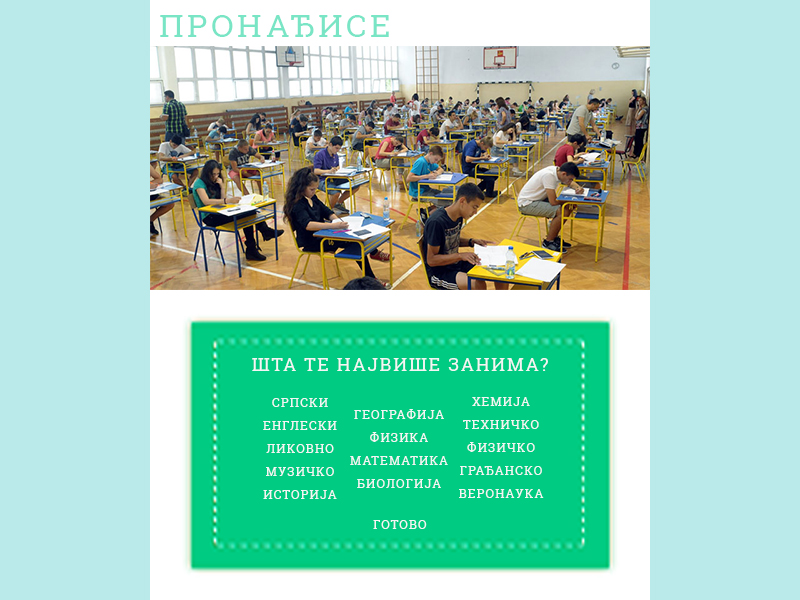 ПРОНАЂИСЕ
ШТА ТЕ НАЈВИШЕ ЗАНИМА?
СРПСКИ
ЕНГЛЕСКИ
ЛИКОВНО
МУЗИЧКО
ИСТОРИЈА
ГЕОГРАФИЈА
ФИЗИКА
МАТЕМАТИКА
БИОЛОГИЈА
ХЕМИЈА
ТЕХНИЧКО
ФИЗИЧКО
ГРАЂАНСКО
ВЕРОНАУКА
ГОТОВО